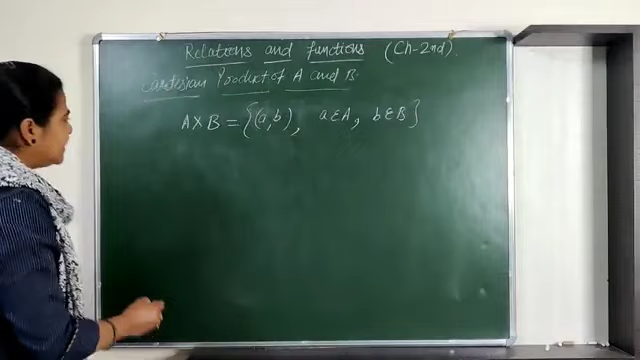 Relations and functions (Ch-2nd).
cartesian Product of A and B.
A×B = {(a,b), a∈A, b∈B}